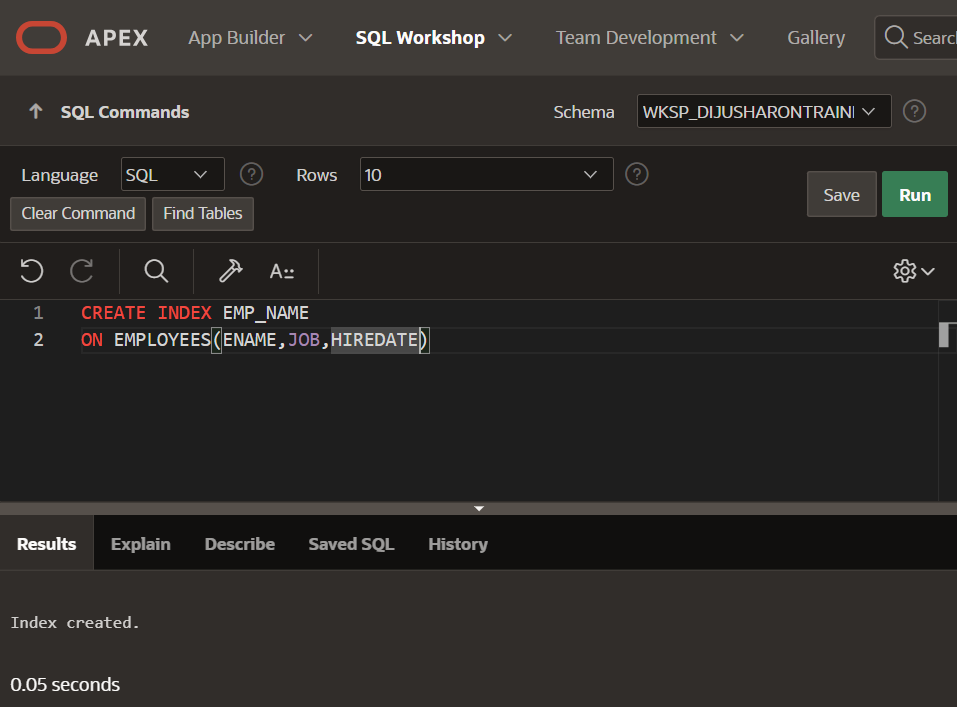 APEX App Builder SQL Workshop Team Development Gallery
SQL Commands Schema WKSP_DIJUSHARONTRAINI ?
Language SQL ? Rows 10 ?
Clear Command Find Tables Save Run
A
1 CREATE INDEX EMP_NAME
2 ON EMPLOYEES(ENAME,JOB,HIREDATE)
Results Explain Describe Saved SQL History
Index created.
0.05 seconds